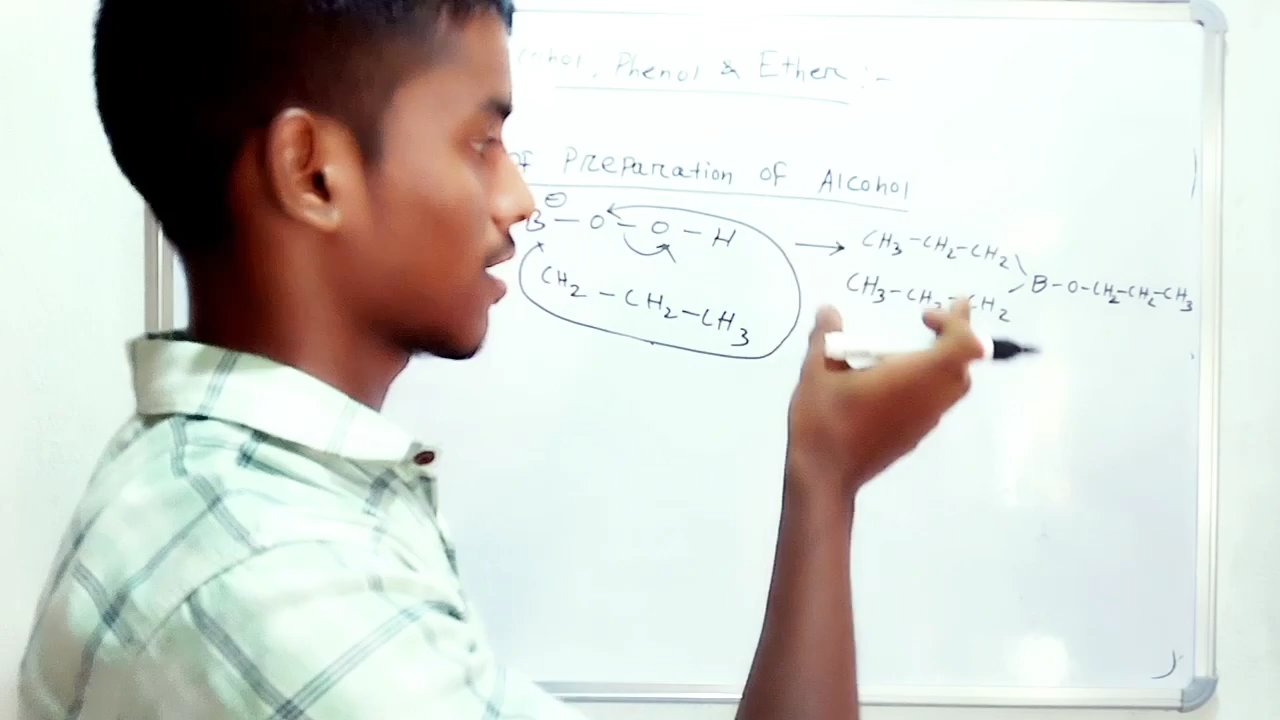 Phenol & Ether :-
of Preparation of Alcohol
B⊖ – O – O – H → CH3 – CH2 – CH2
CH3 – CH2 – CH2 B – O – CH2 – CH2 – CH3
CH2 – CH2 – CH3